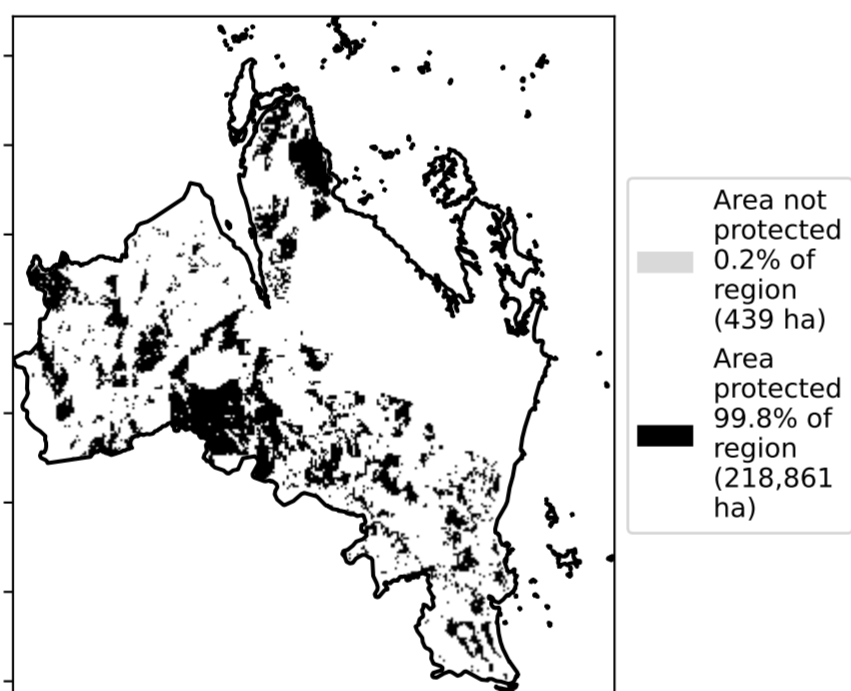 Area not
protected
0.2% of
region
(439 ha)
Area
protected
99.8% of
region
(218,861
ha)